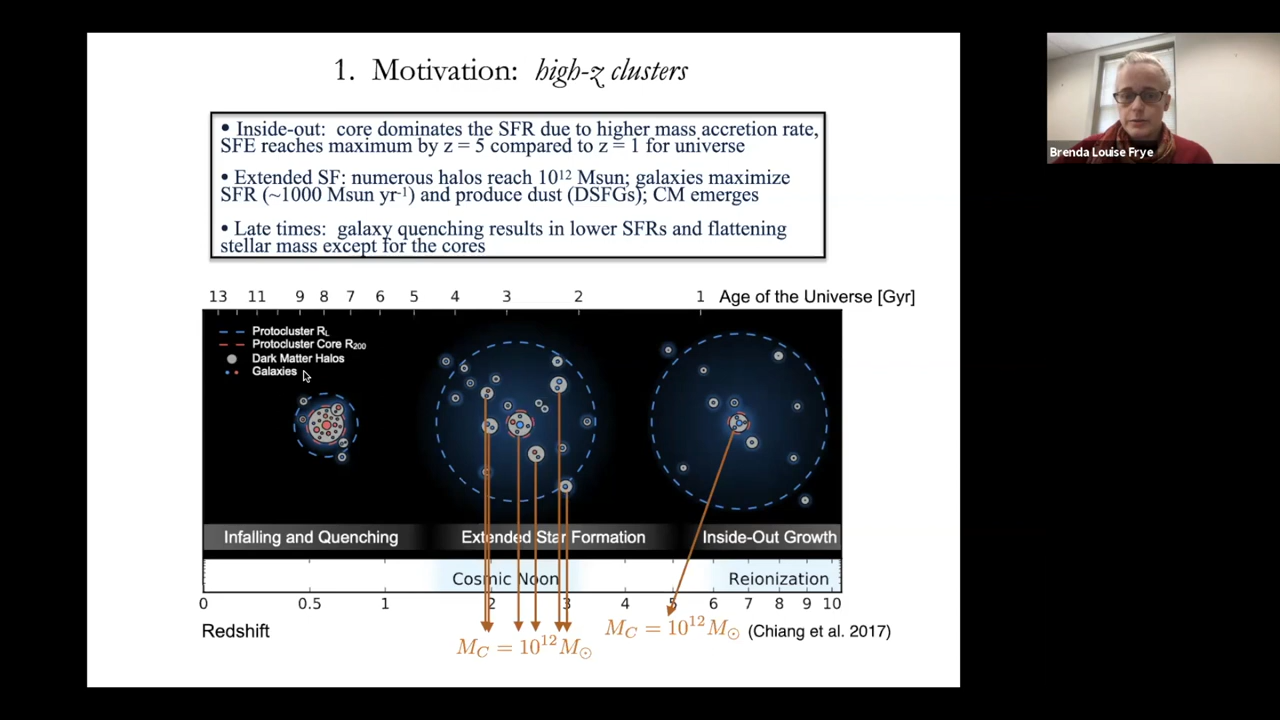 1. Motivation: high-z clusters
• Inside-out: core dominates the SFR due to higher mass accretion rate,
SFE reaches maximum by z = 5 compared to z = 1 for universe
• Extended SF: numerous halos reach 10¹² Msun; galaxies maximize
SFR (~1000 Msun yr⁻¹) and produce dust (DSFGs); CM emerges
• Late times: galaxy quenching results in lower SFRs and flattening
stellar mass except for the cores
13 11 9 8 7 6 5 4 3 2 1 Age of the Universe [Gyr]
Protocluster R_L
Protocluster Core R₂₀₀
Dark Matter Halos
Galaxies
Infalling and Quenching Extended Star Formation Inside-Out Growth
Cosmic Noon Reionization
0 0.5 1 2 3 4 5 6 7 8 9 10
Redshift
M_C = 10¹² M_⊙
M_C = 10¹² M_⊙ (Chiang et al. 2017)
Brenda Louise Frye